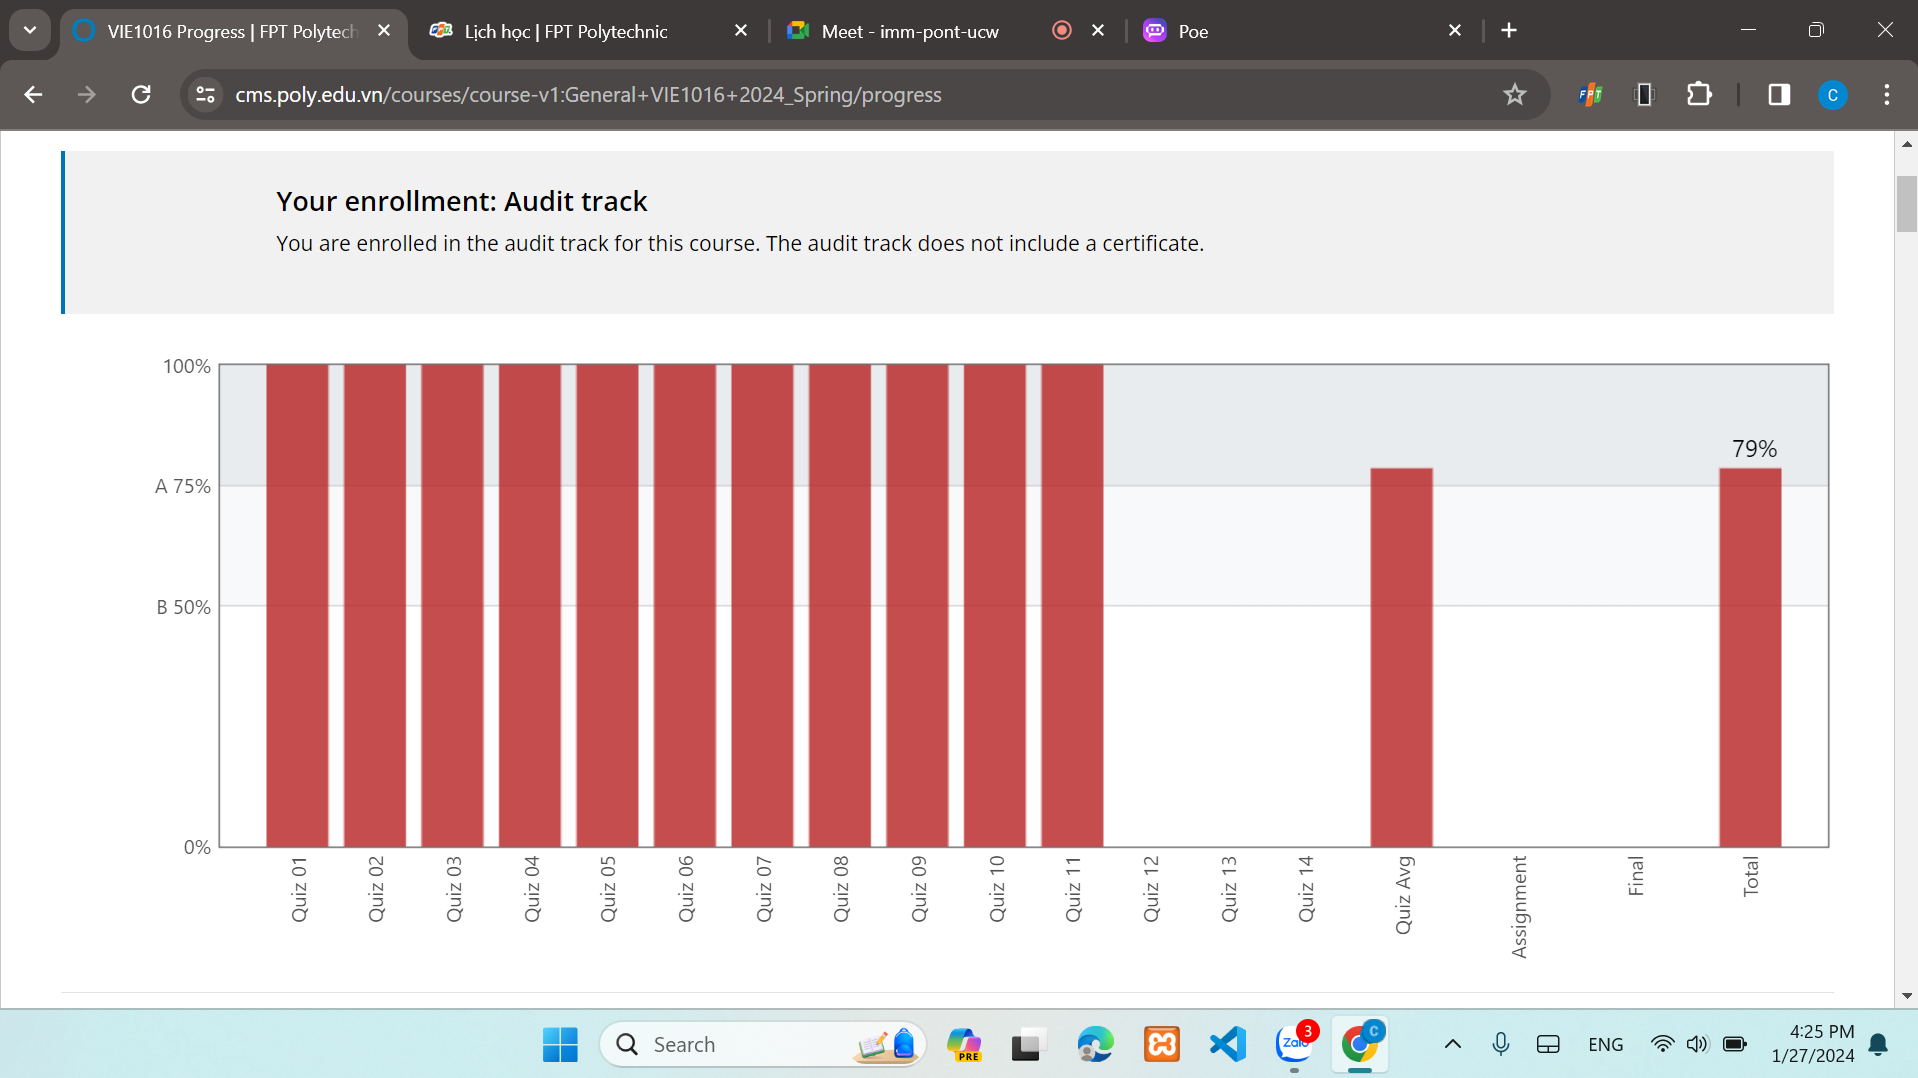 VIE1016 Progress | FPT Polytech
Lịch học | FPT Polytechnic
Meet - imm-pont-ucw
Poe
cms.poly.edu.vn/courses/course-v1:General+VIE1016+2024_Spring/progress
FPT
C
Your enrollment: Audit track
You are enrolled in the audit track for this course. The audit track does not include a certificate.
100%
79%
A 75%
B 50%
0%
Quiz 01
Quiz 02
Quiz 03
Quiz 04
Quiz 05
Quiz 06
Quiz 07
Quiz 08
Quiz 09
Quiz 10
Quiz 11
Quiz 12
Quiz 13
Quiz 14
Quiz Avg
Assignment
Final
Total
Search
PRE
Zalo
3
C
ENG
4:25 PM
1/27/2024